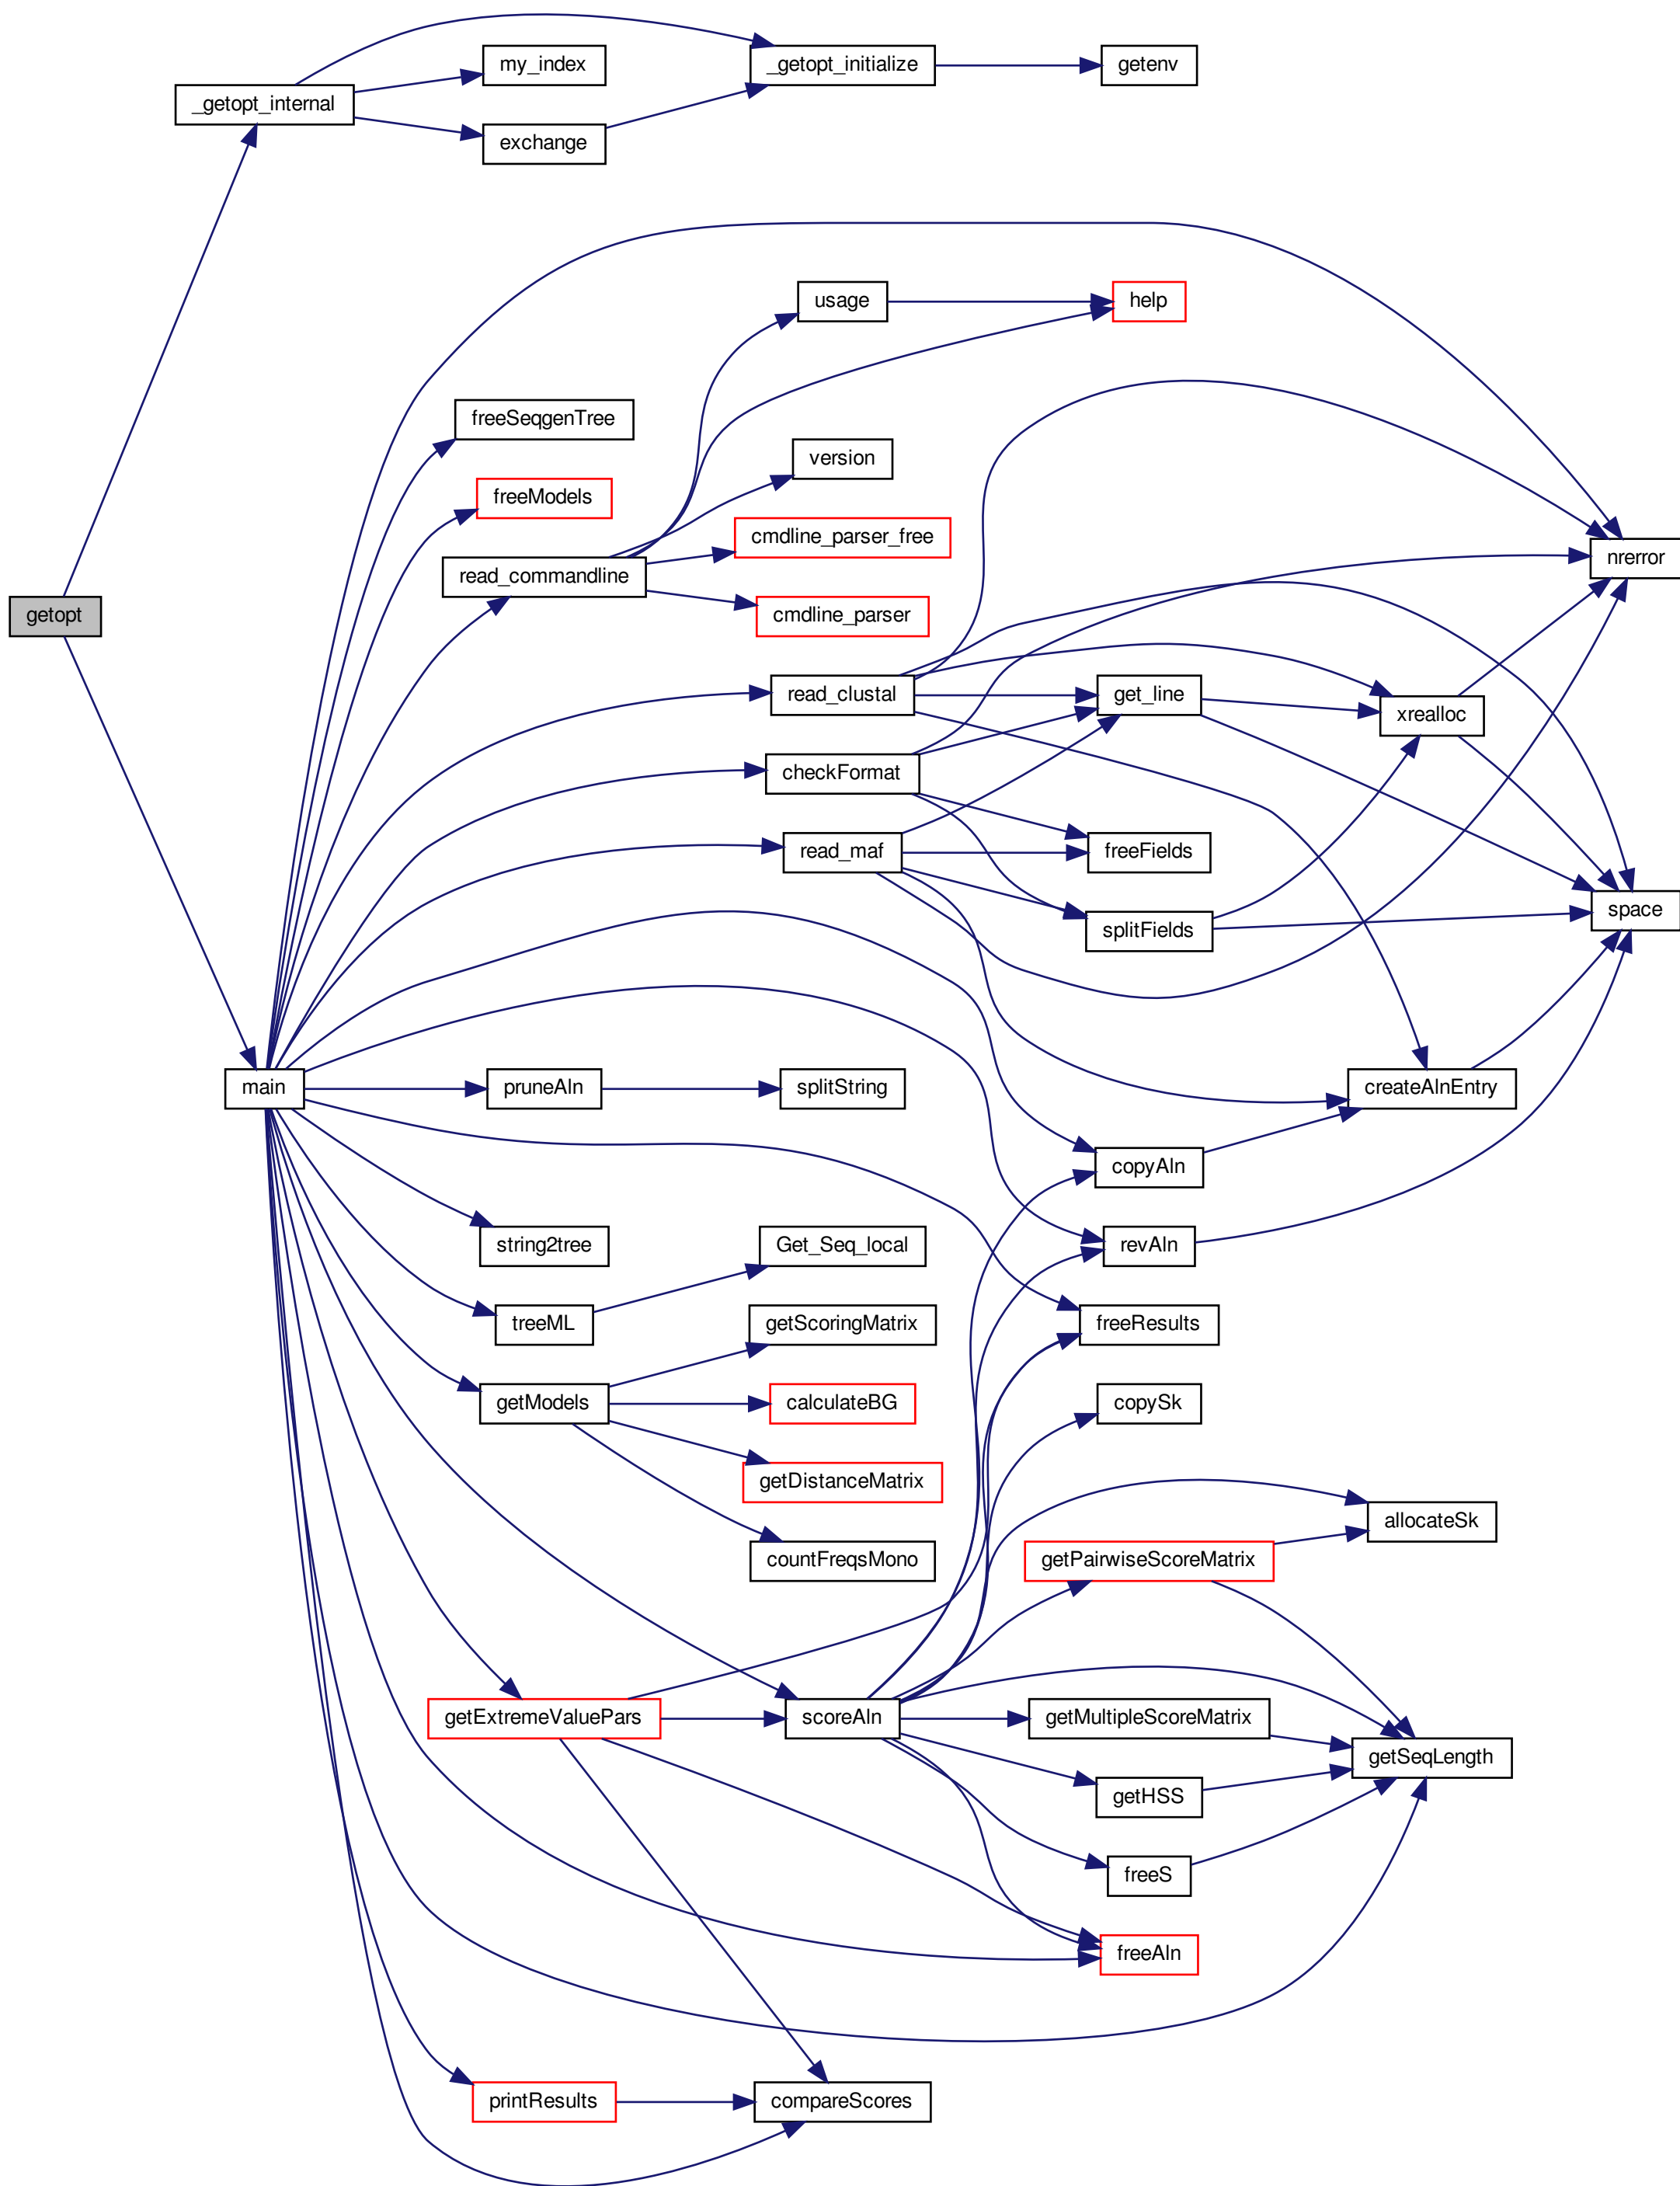 my_index
_getopt_initialize
getenv
_getopt_internal
exchange
usage
help
freeSeqgenTree
version
freeModels
cmdline_parser_free
nrerror
read_commandline
getopt
cmdline_parser
read_clustal
get_line
xrealloc
checkFormat
read_maf
freeFields
splitFields
space
main
pruneAln
splitString
createAlnEntry
copyAln
string2tree
Get_Seq_local
revAln
treeML
getScoringMatrix
freeResults
getModels
calculateBG
copySk
getDistanceMatrix
allocateSk
countFreqsMono
getPairwiseScoreMatrix
getExtremeValuePars
scoreAln
getMultipleScoreMatrix
getSeqLength
getHSS
freeS
freeAln
printResults
compareScores